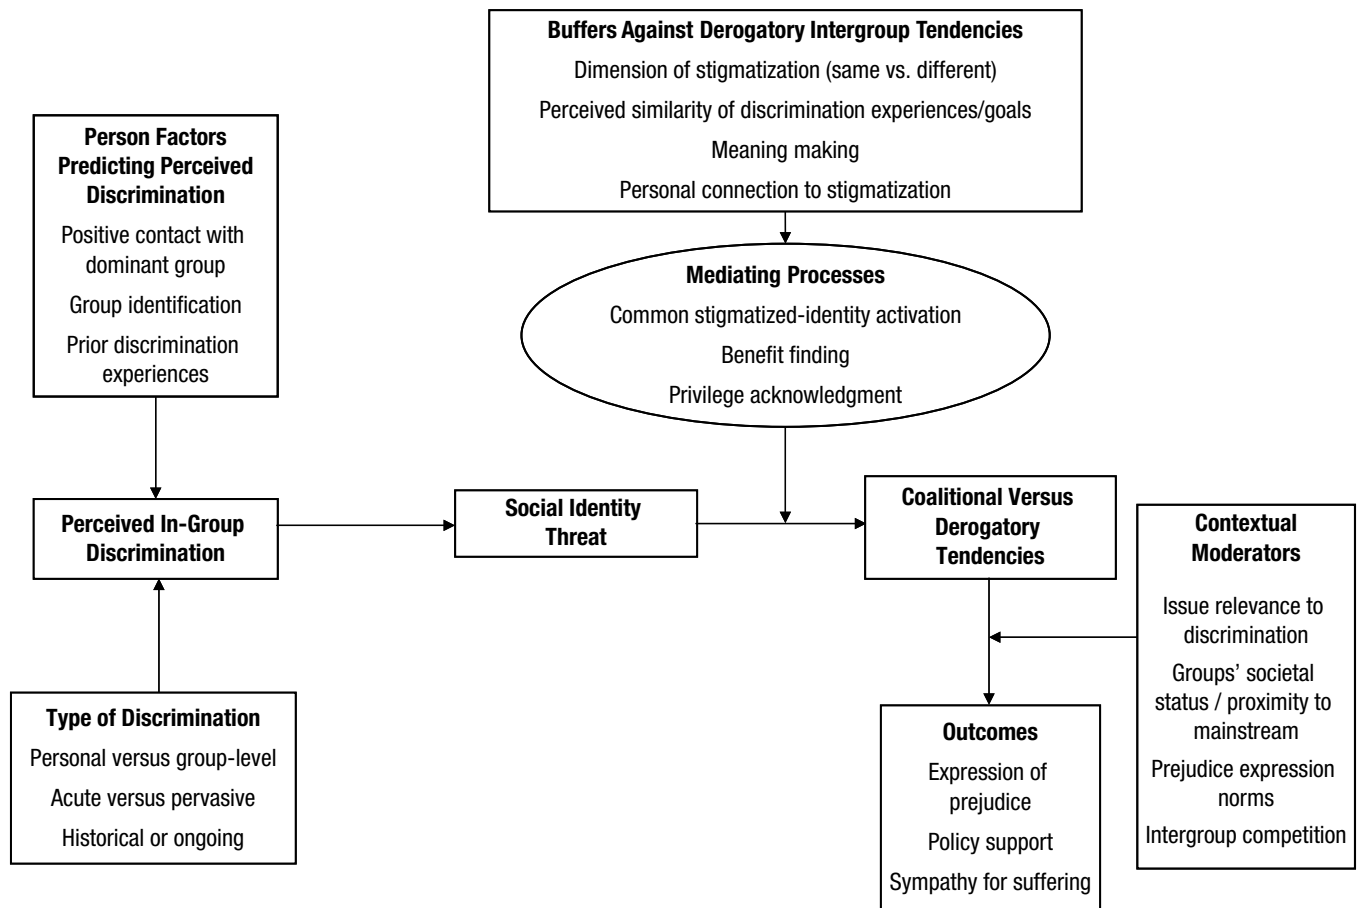 Buffers Against Derogatory Intergroup Tendencies
Dimension of stigmatization (same vs. different)
Perceived similarity of discrimination experiences/goals
Meaning making
Personal connection to stigmatization
Person Factors
Predicting Perceived
Discrimination
Positive contact with
dominant group
Group identification
Prior discrimination
experiences
Mediating Processes
Common stigmatized-identity activation
Benefit finding
Privilege acknowledgment
Perceived In-Group
Discrimination
Social Identity
Threat
Coalitional Versus
Derogatory
Tendencies
Contextual
Moderators
Issue relevance to
discrimination
Groups’ societal
status / proximity to
mainstream
Prejudice expression
norms
Intergroup competition
Type of Discrimination
Personal versus group-level
Acute versus pervasive
Historical or ongoing
Outcomes
Expression of
prejudice
Policy support
Sympathy for suffering